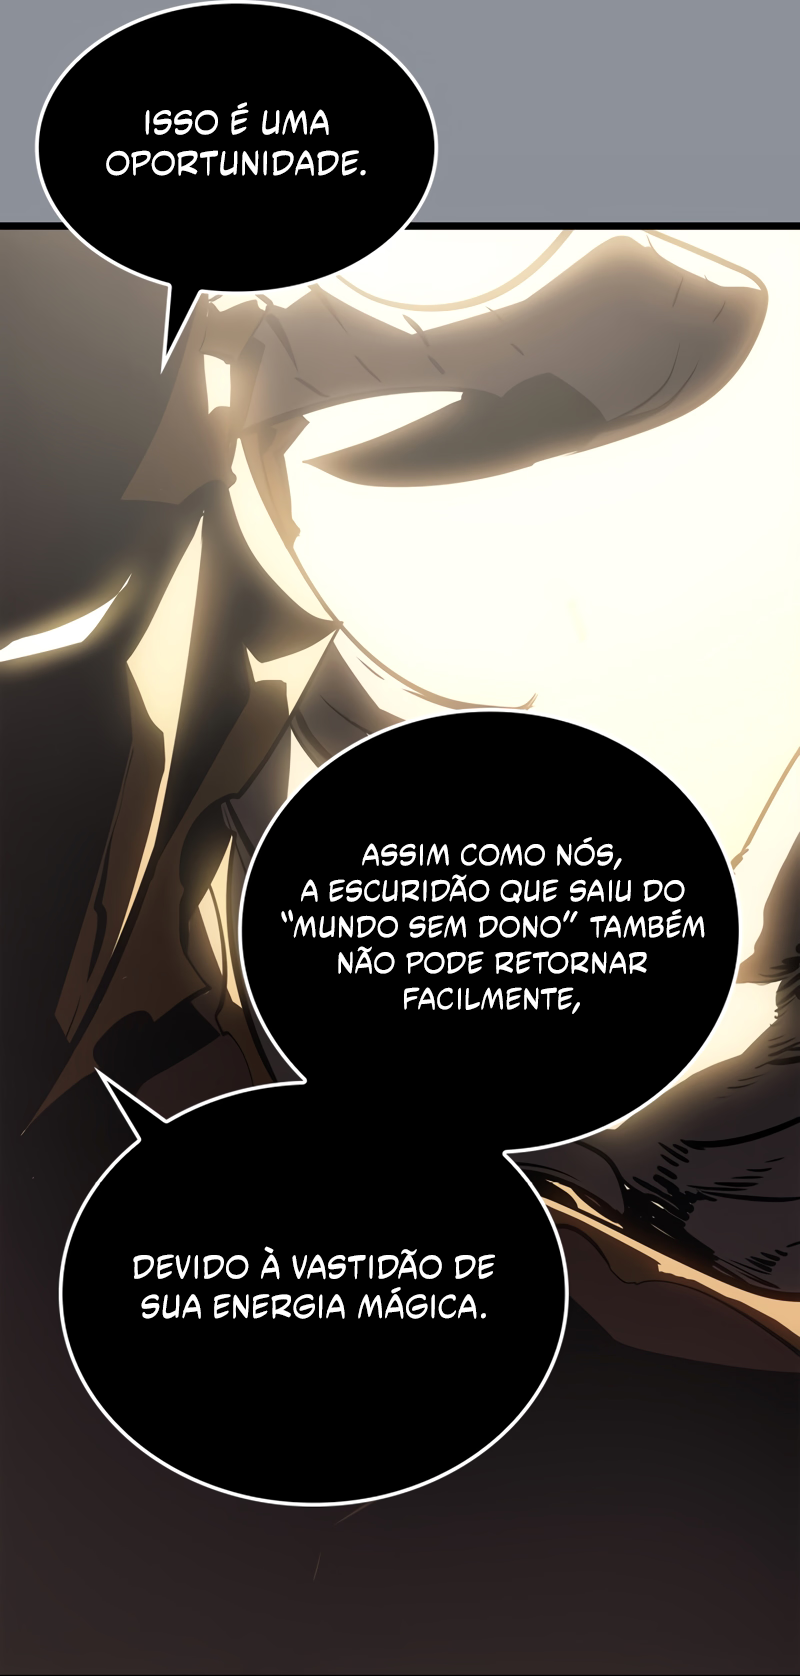 ISSO É UMA
OPORTUNIDADE.
ASSIM COMO NÓS,
A ESCURIDÃO QUE SAIU DO
“MUNDO SEM DONO” TAMBÉM
NÃO PODE RETORNAR
FACILMENTE,
DEVIDO À VASTIDÃO DE
SUA ENERGIA MÁGICA.